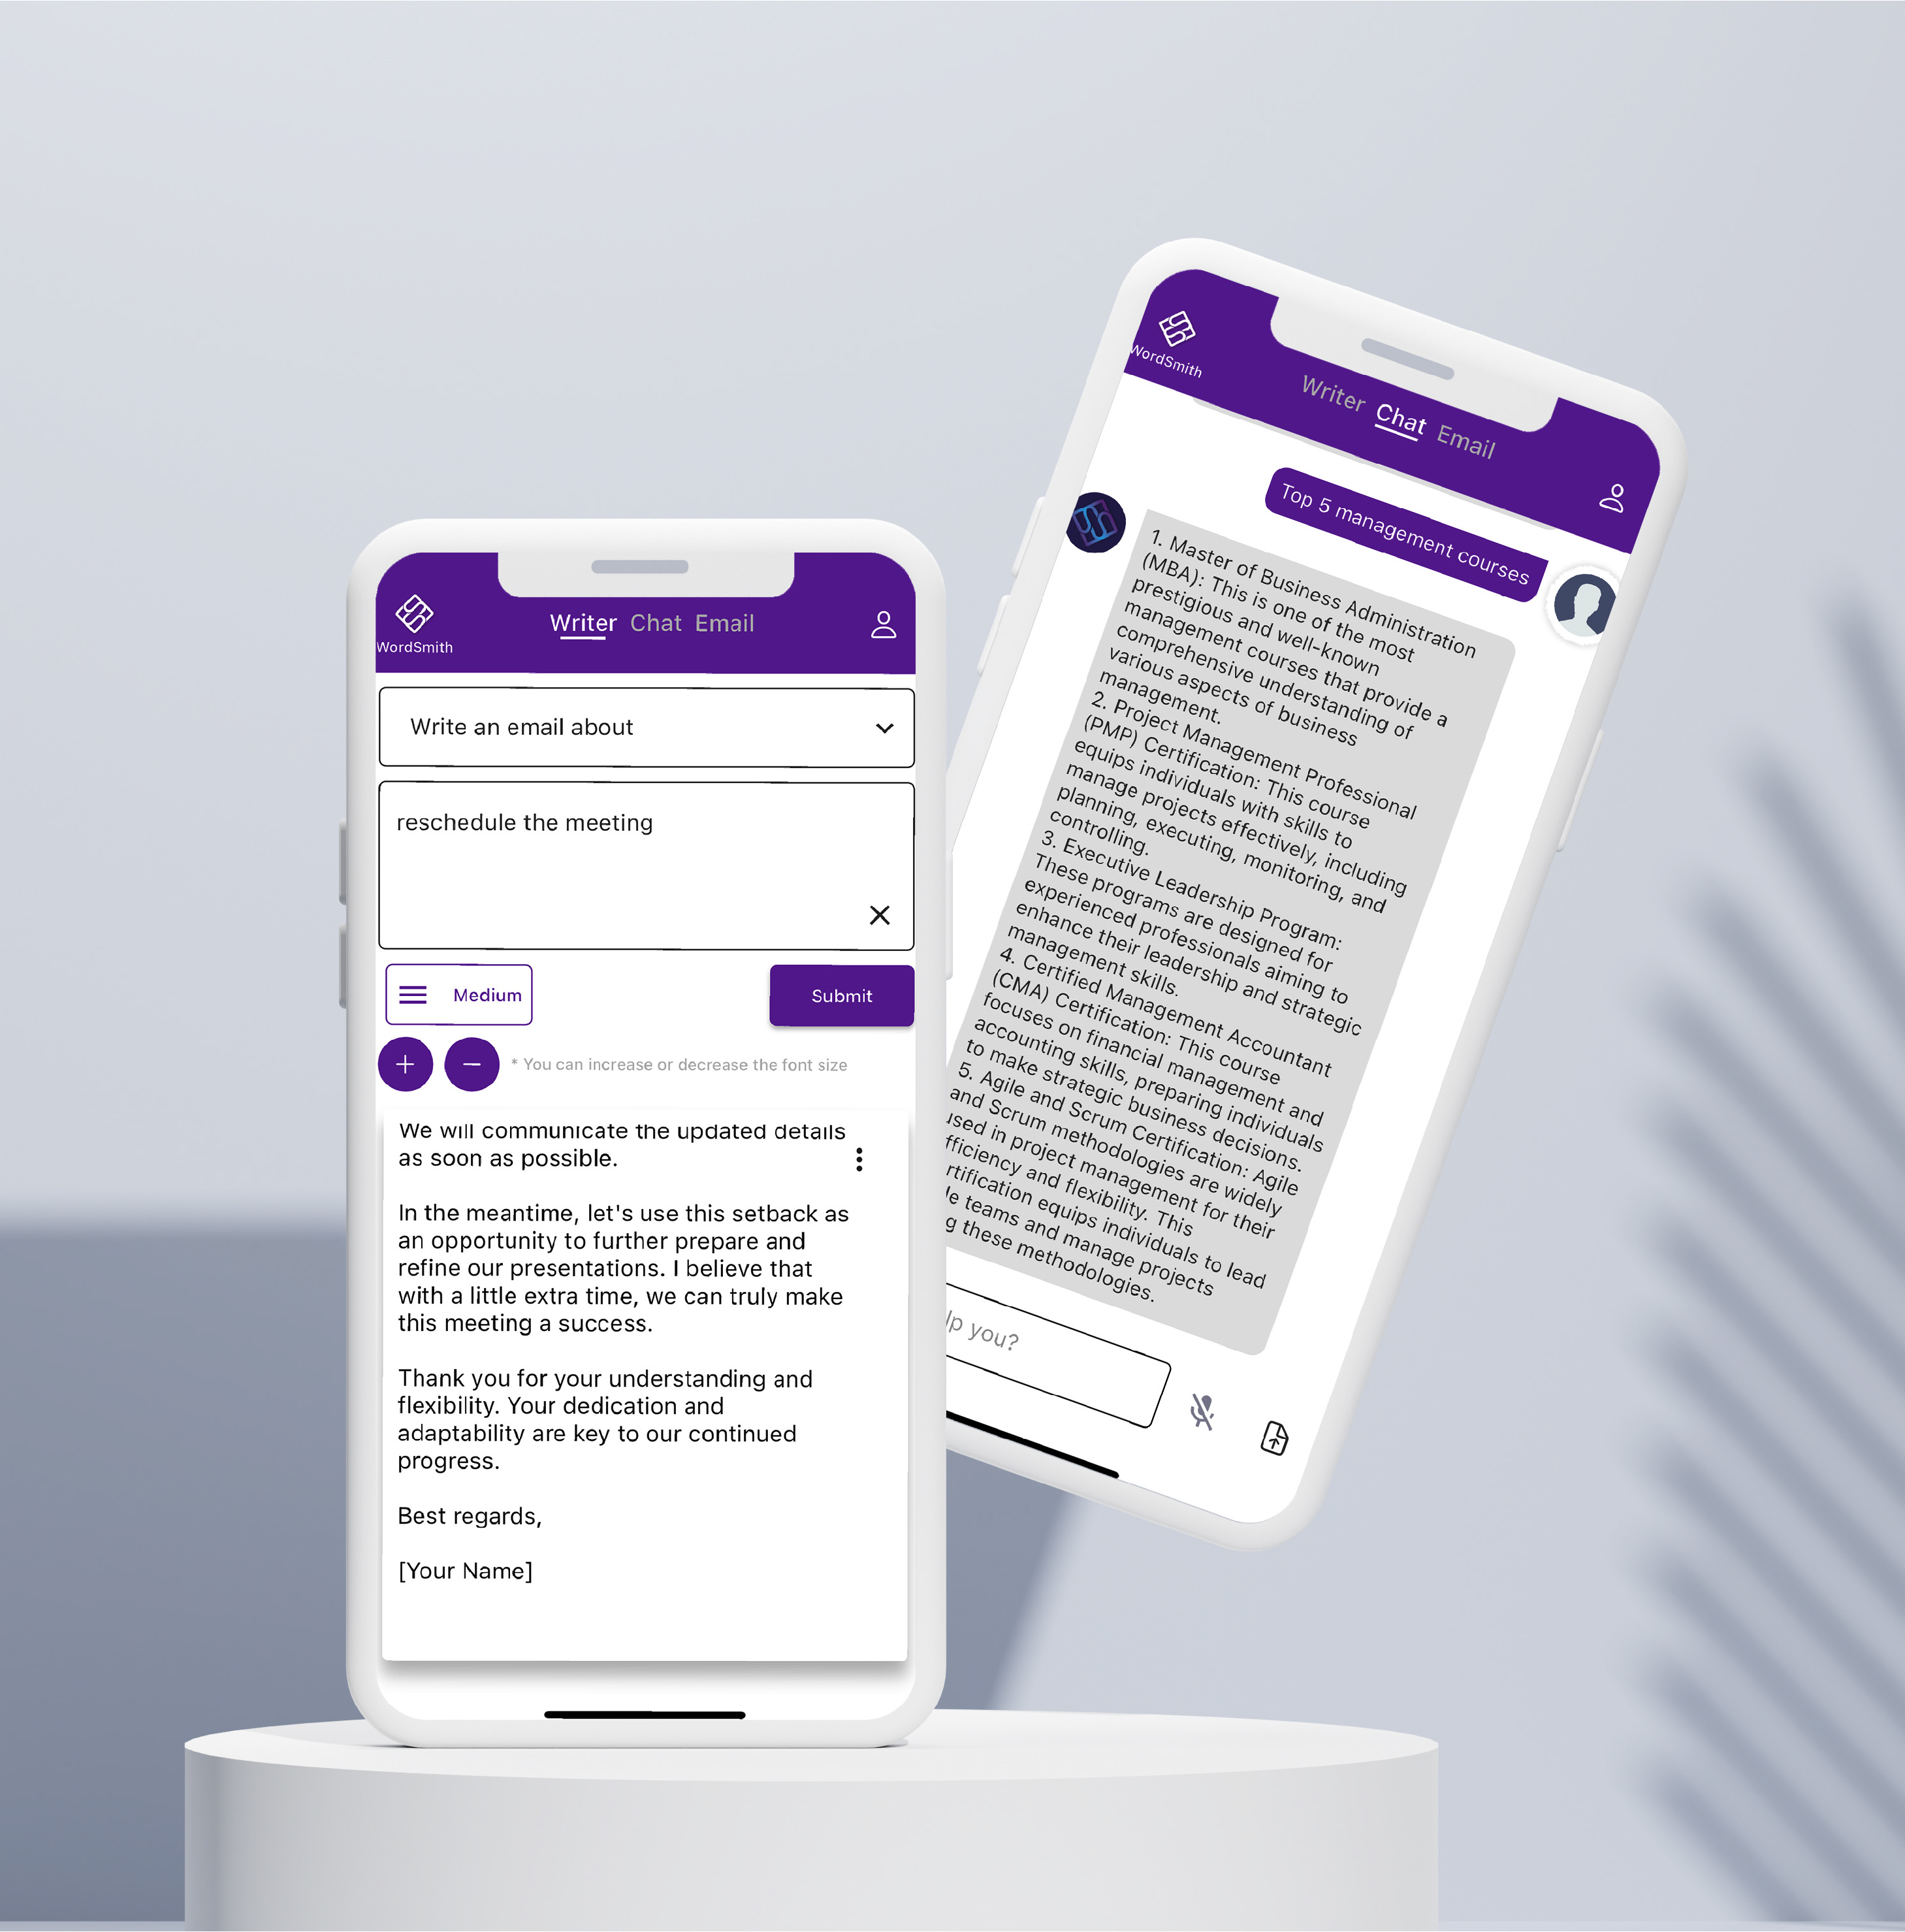 WordSmith
Writer Chat Email
Write an email about
reschedule the meeting
Medium
Submit
* You can increase or decrease the font size
We will communicate the updated details
as soon as possible.
In the meantime, let's use this setback as
an opportunity to further prepare and
refine our presentations. I believe that
with a little extra time, we can truly make
this meeting a success.
Thank you for your understanding and
flexibility. Your dedication and
adaptability are key to our continued
progress.
Best regards,
[Your Name]
WordSmith
Writer Chat Email
Top 5 management courses
1. Master of Business Administration
(MBA): This is one of the most
prestigious and well-known
management courses that provide a
comprehensive understanding of
various aspects of business
management.
2. Project Management Professional
(PMP) Certification: This course
equips individuals with skills to
manage projects effectively, including
planning, executing, monitoring, and
controlling.
3. Executive Leadership Program:
These programs are designed for
experienced professionals aiming to
enhance their leadership and strategic
management skills.
4. Certified Management Accountant
(CMA) Certification: This course
focuses on financial management and
accounting skills, preparing individuals
to make strategic business decisions.
5. Agile and Scrum Certification: Agile
and Scrum methodologies are widely
used in project management for their
fficiency and flexibility. This
rtification equips individuals to lead
le teams and manage projects
g these methodologies.
lp you?